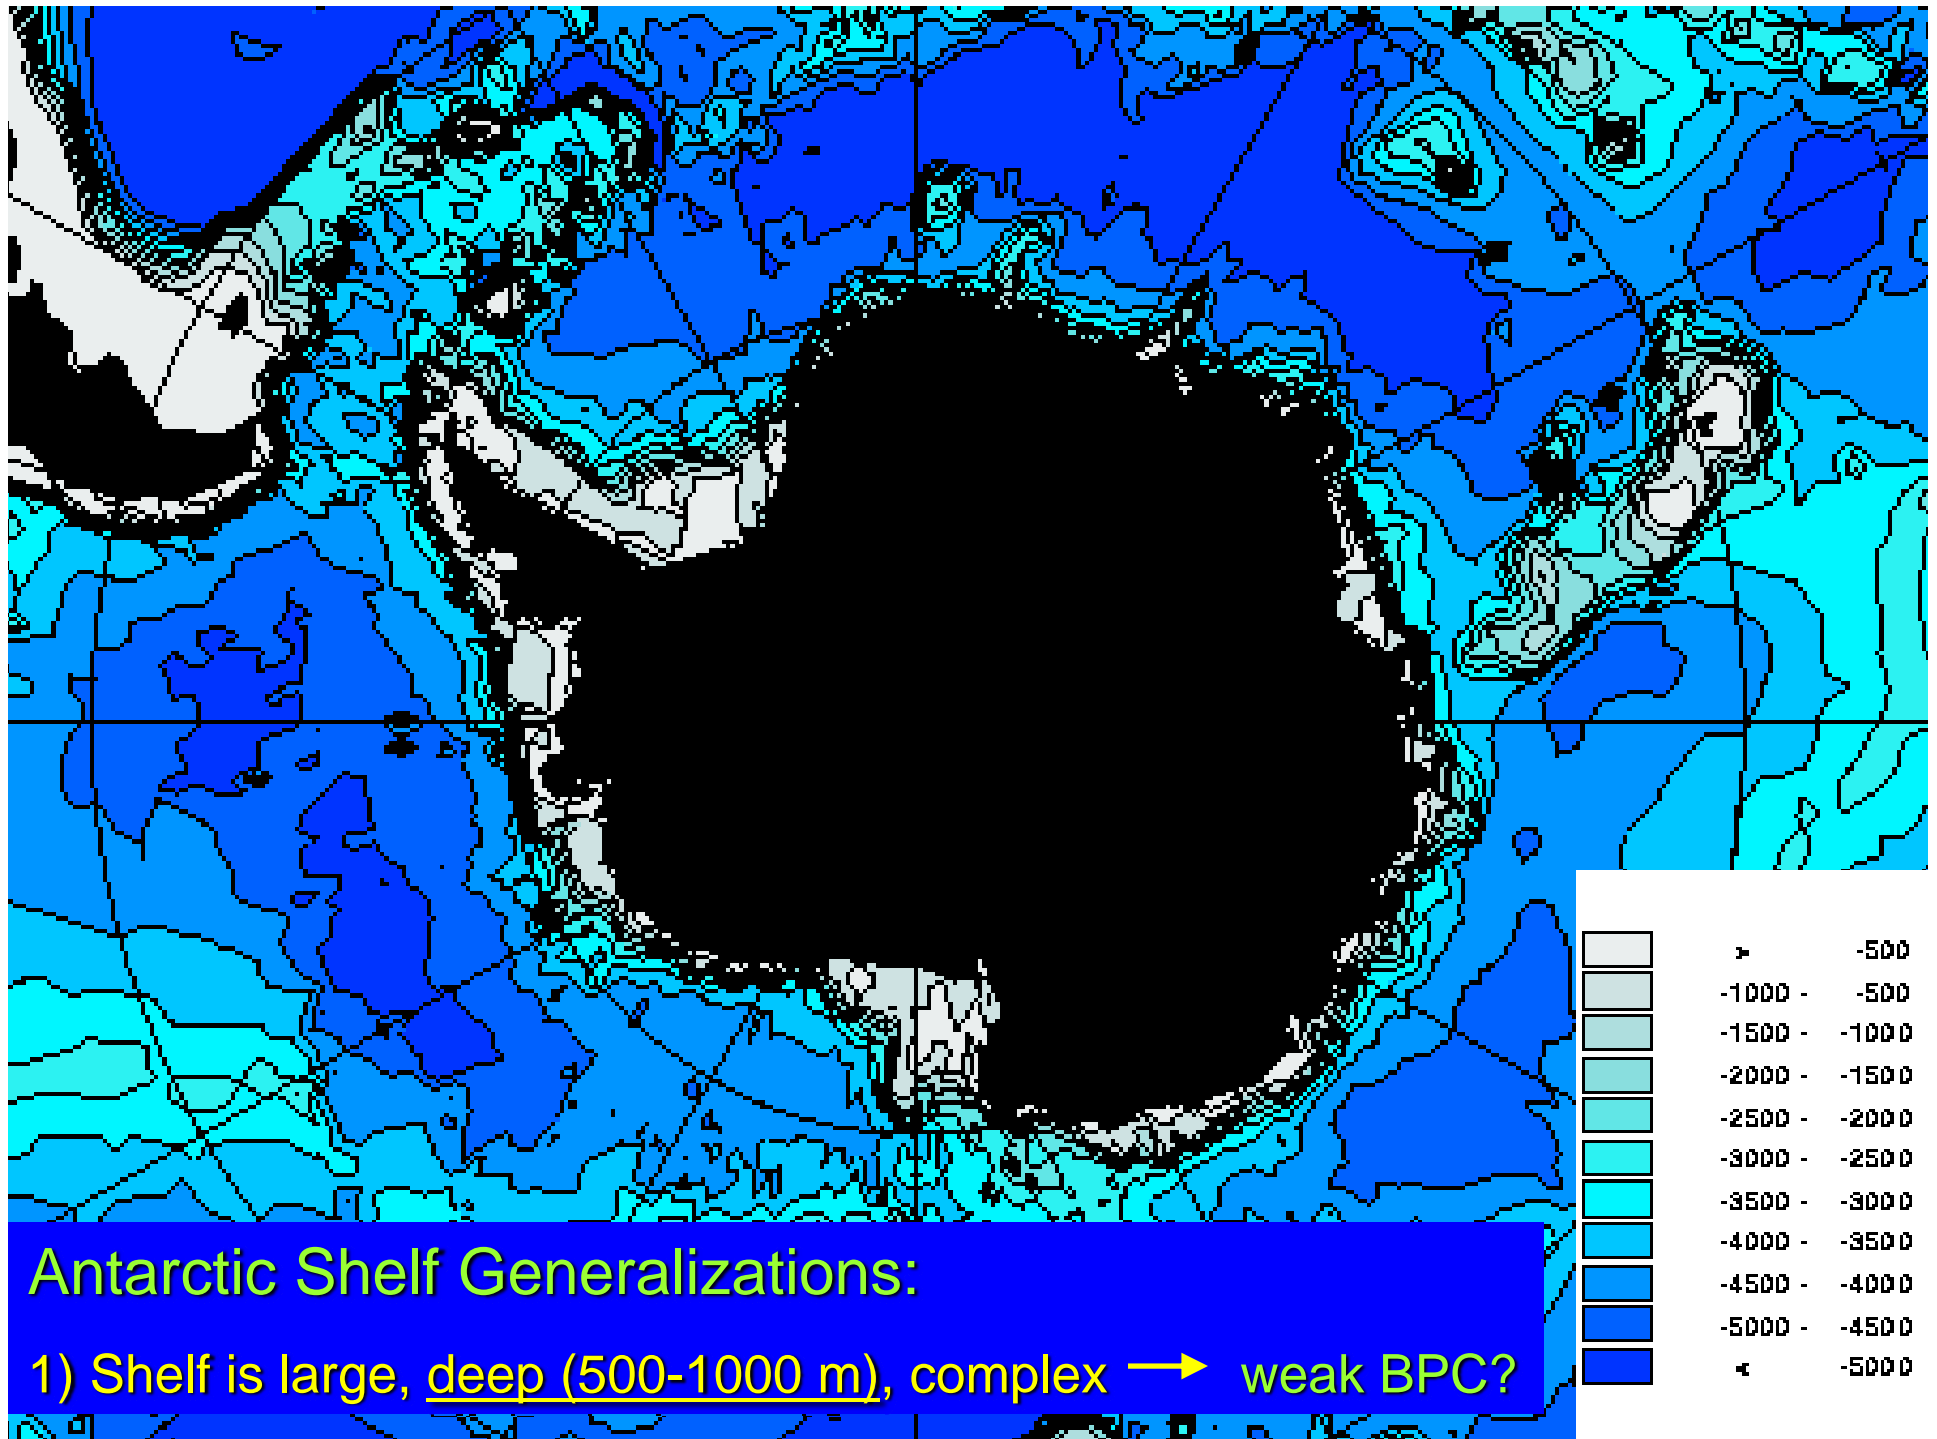 > -500
-1000 - -500
-1500 - -1000
-2000 - -1500
-2500 - -2000
-3000 - -2500
-3500 - -3000
-4000 - -3500
-4500 - -4000
-5000 - -4500
< -5000
Antarctic Shelf Generalizations:
1) Shelf is large, deep (500-1000 m), complex → weak BPC?